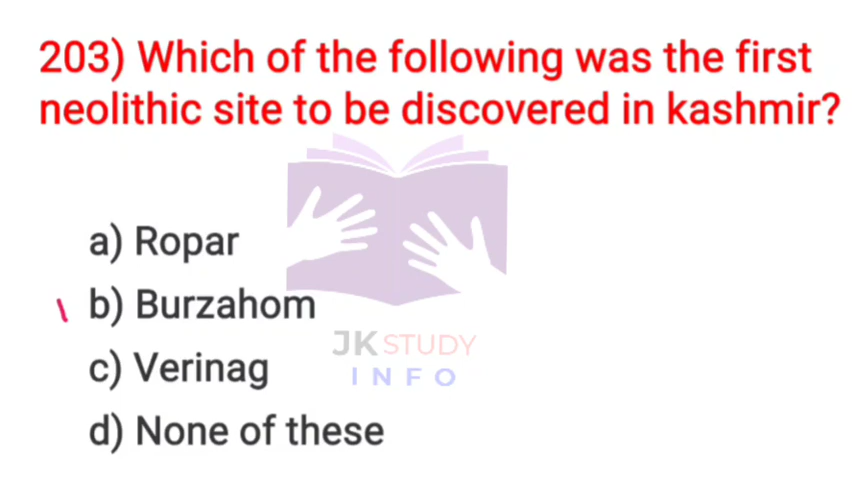 203) Which of the following was the first
neolithic site to be discovered in kashmir?
a) Ropar
b) Burzahom
JK STUDY
INFO
c) Verinag
d) None of these